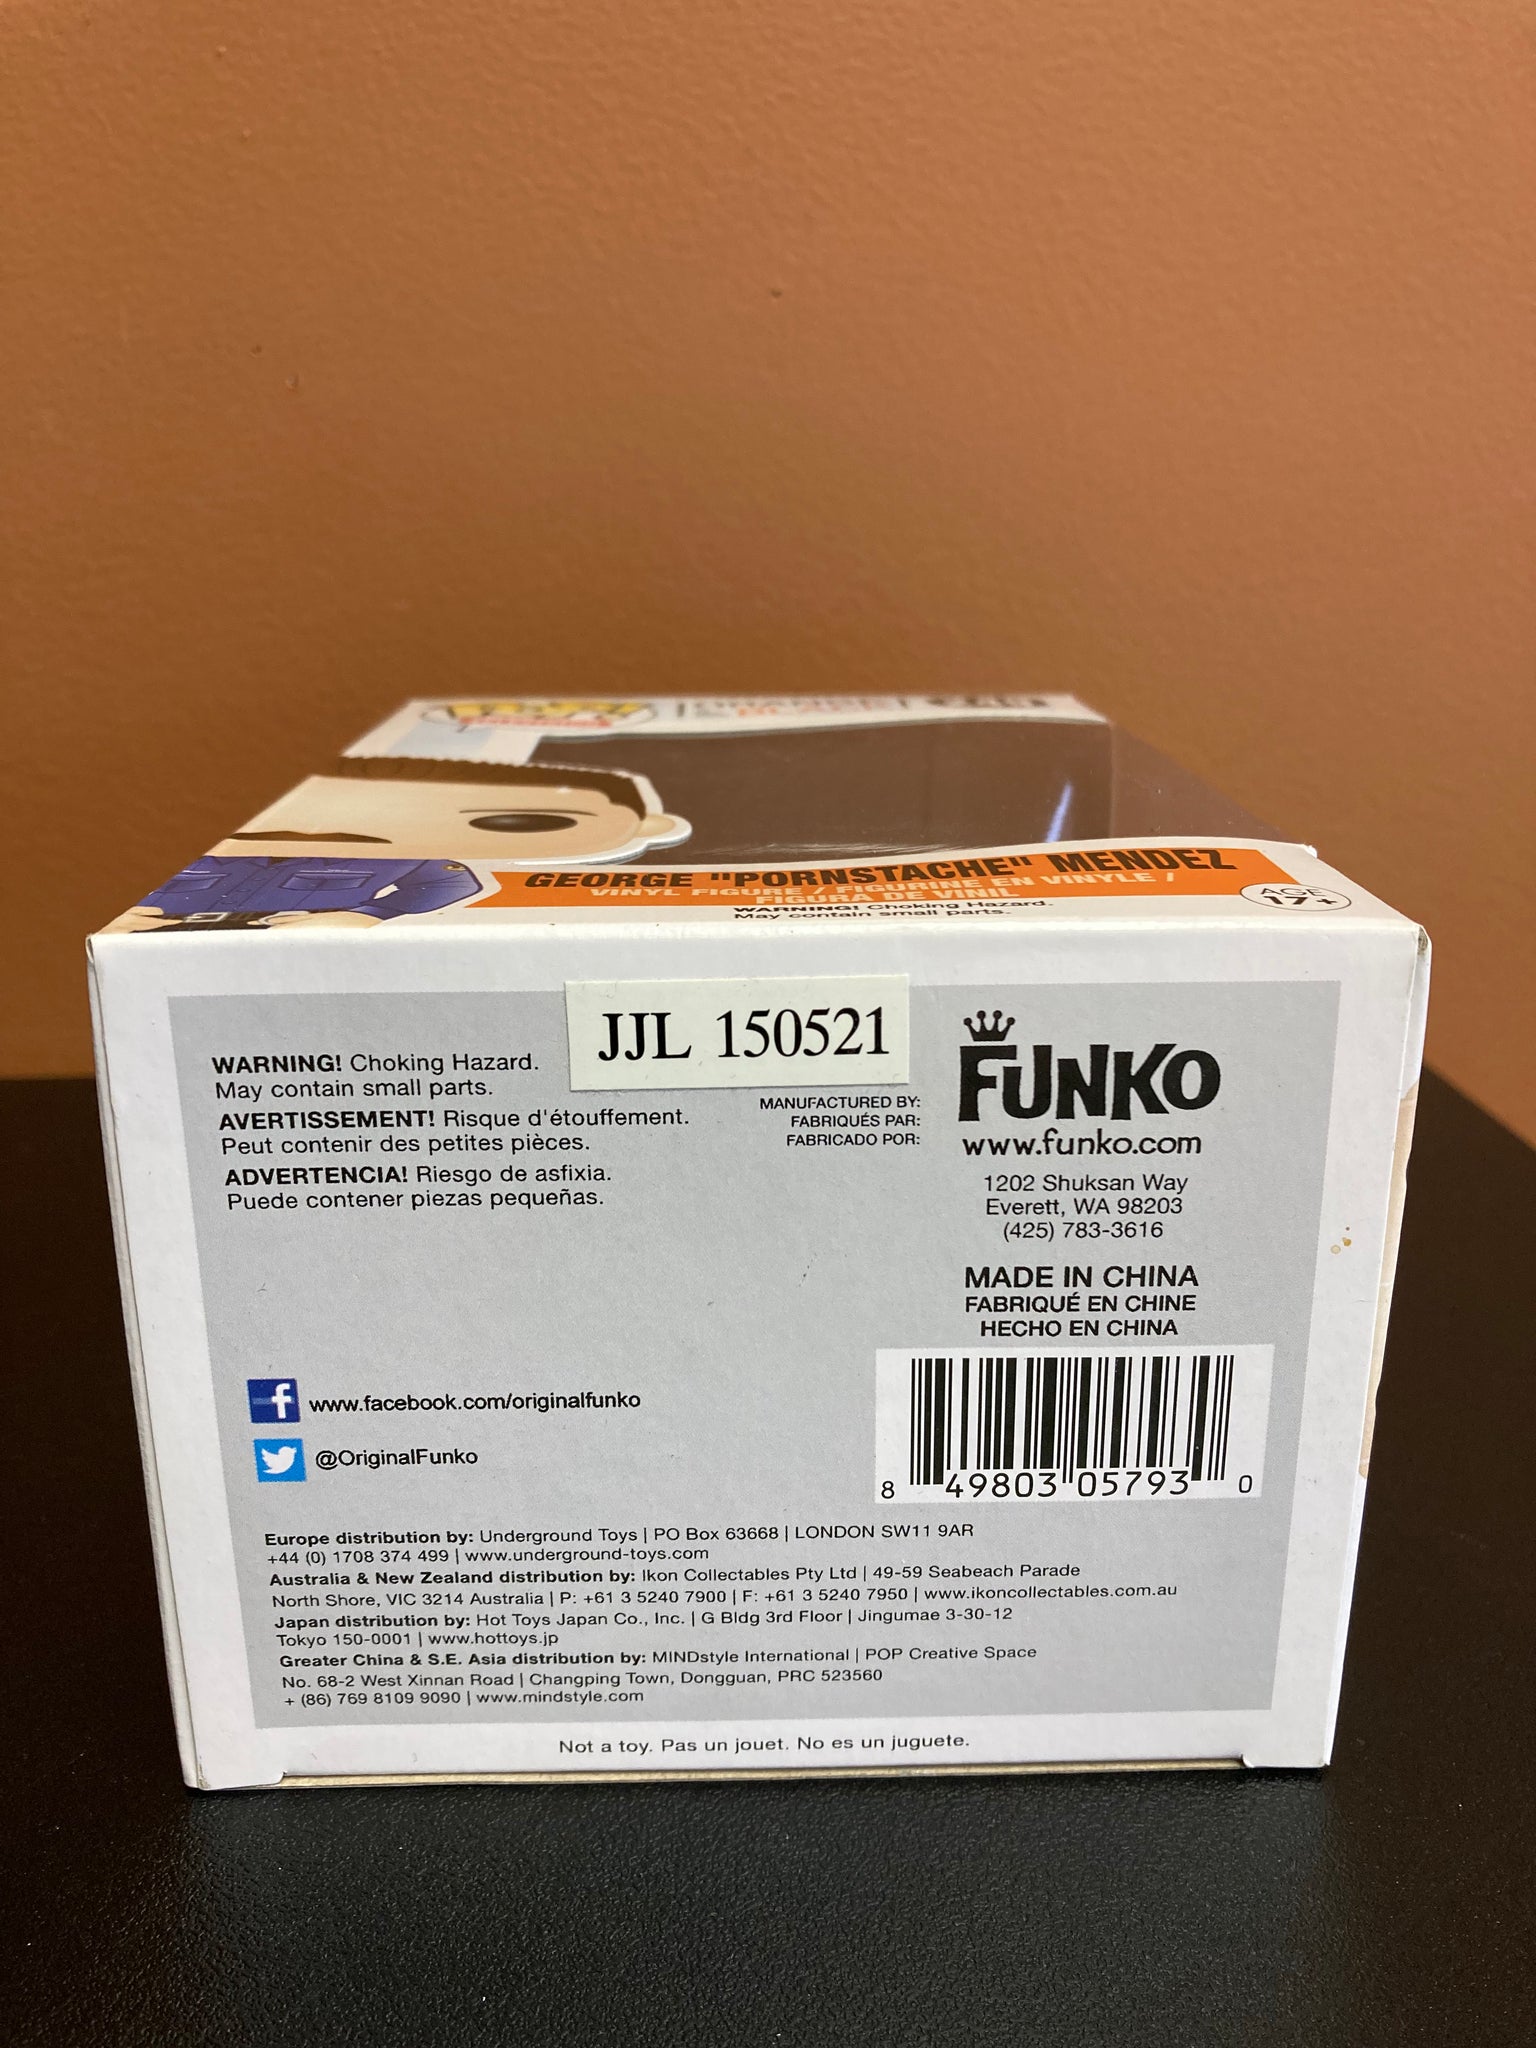 GEORGE "PORNSTACHE" MENDEZ
VINYL FIGURE / FIGURINE EN VINYLE /
FIGURA DE VINIL
WARNING! Choking Hazard.
May contain small parts.
AGE
17+
JJL 150521
WARNING! Choking Hazard.
May contain small parts.
AVERTISSEMENT! Risque d'étouffement.
Peut contenir des petites pièces.
ADVERTENCIA! Riesgo de asfixia.
Puede contener piezas pequeñas.
MANUFACTURED BY:
FABRIQUÉS PAR:
FABRICADO POR:
FUNKO
www.funko.com
1202 Shuksan Way
Everett, WA 98203
(425) 783-3616
MADE IN CHINA
FABRIQUÉ EN CHINE
HECHO EN CHINA
8 49803 05793 0
www.facebook.com/originalfunko
@OriginalFunko
Europe distribution by: Underground Toys | PO Box 63668 | LONDON SW11 9AR
+44 (0) 1708 374 499 | www.underground-toys.com
Australia & New Zealand distribution by: Ikon Collectables Pty Ltd | 49-59 Seabeach Parade
North Shore, VIC 3214 Australia | P: +61 3 5240 7900 | F: +61 3 5240 7950 | www.ikoncollectables.com.au
Japan distribution by: Hot Toys Japan Co., Inc. | G Bldg 3rd Floor | Jingumae 3-30-12
Tokyo 150-0001 | www.hottoys.jp
Greater China & S.E. Asia distribution by: MINDstyle International | POP Creative Space
No. 68-2 West Xinnan Road | Changping Town, Dongguan, PRC 523560
+ (86) 769 8109 9090 | www.mindstyle.com
Not a toy. Pas un jouet. No es un juguete.